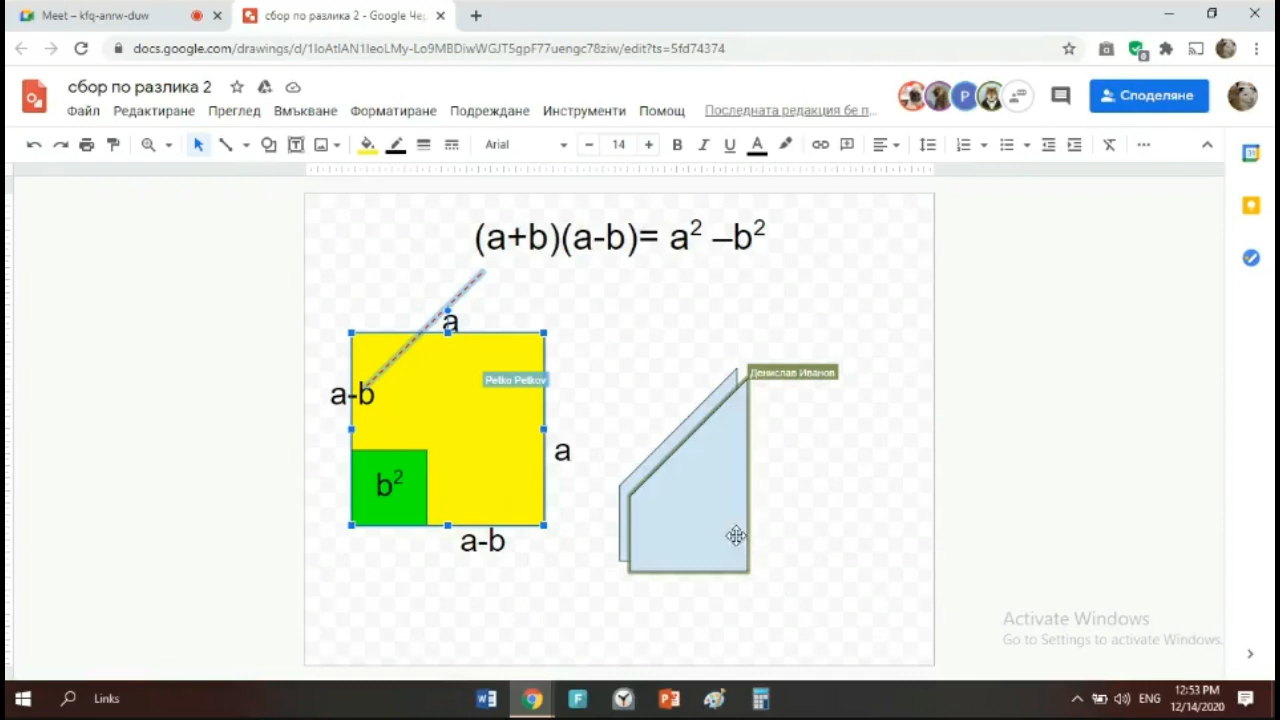 Meet – kfq-anrw-duw
сбор по разлика 2 - Google Че
docs.google.com/drawings/d/1IoAtlAN1IeoLMy-Lo9MBDiwWGJT5gpF77uengc78ziw/edit?ts=5fd74374
сбор по разлика 2
Файл Редактиране Преглед Вмъкване Форматиране Подреждане Инструменти Помощ Последната редакция бе п...
P
Споделяне
Arial
14
B I U A
(a+b)(a-b)= a² –b²
a
Petko Petkov
Денислав Иванов
a-b
a
b²
a-b
Activate Windows
Go to Settings to activate Windows.
Links
ENG
12:53 PM
12/14/2020